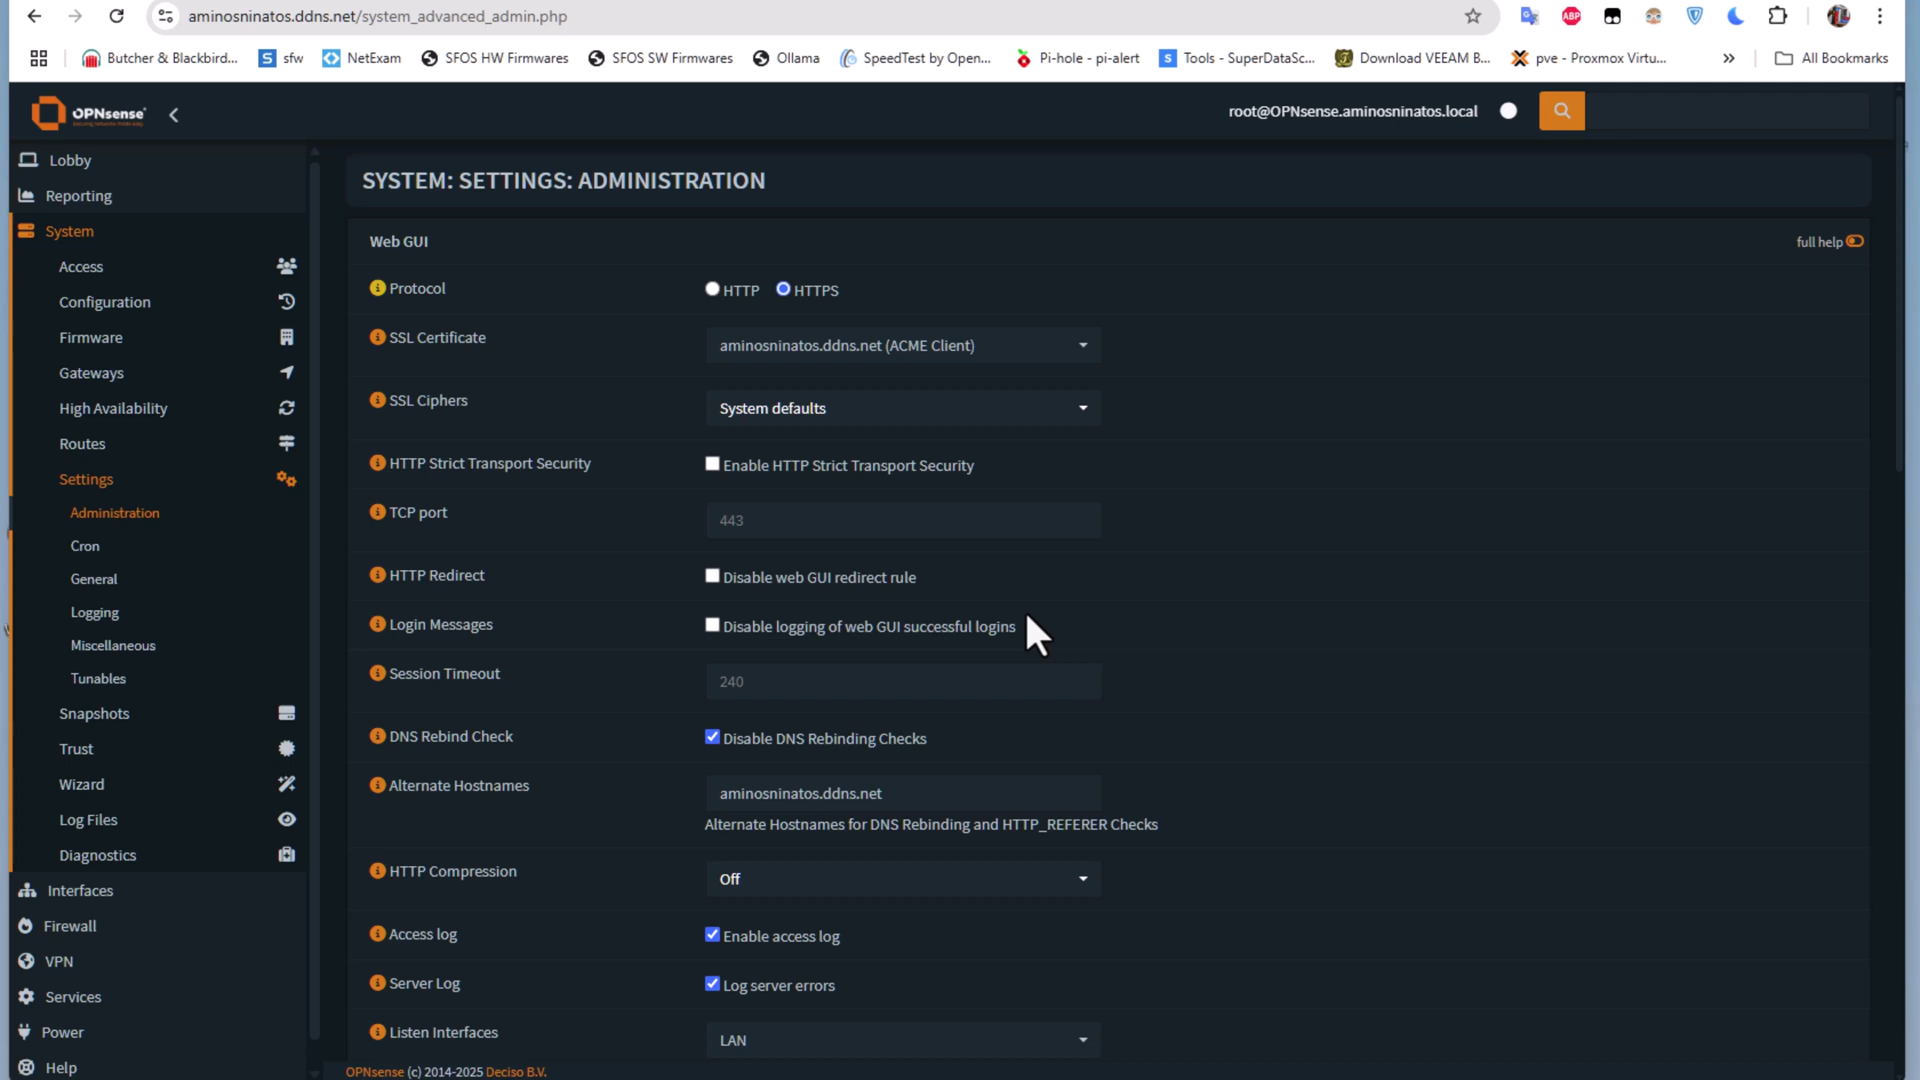 aminosninatos.ddns.net/system_advanced_admin.php
ABP
Butcher & Blackbird...
S sfw
NetExam
SFOS HW Firmwares
SFOS SW Firmwares
Ollama
SpeedTest by Open...
Pi-hole - pi-alert
S Tools - SuperDataSc...
Download VEEAM B...
pve - Proxmox Virtu...
»
All Bookmarks
OPNsense
root@OPNsense.aminosninatos.local
Lobby
Reporting
System
Access
Configuration
Firmware
Gateways
High Availability
Routes
Settings
Administration
Cron
General
Logging
Miscellaneous
Tunables
Snapshots
Trust
Wizard
Log Files
Diagnostics
Interfaces
Firewall
VPN
Services
Power
Help
SYSTEM: SETTINGS: ADMINISTRATION
Web GUI
full help
Protocol
HTTP HTTPS
SSL Certificate
aminosninatos.ddns.net (ACME Client)
SSL Ciphers
System defaults
HTTP Strict Transport Security
Enable HTTP Strict Transport Security
TCP port
443
HTTP Redirect
Disable web GUI redirect rule
Login Messages
Disable logging of web GUI successful logins
Session Timeout
240
DNS Rebind Check
Disable DNS Rebinding Checks
Alternate Hostnames
aminosninatos.ddns.net
Alternate Hostnames for DNS Rebinding and HTTP_REFERER Checks
HTTP Compression
Off
Access log
Enable access log
Server Log
Log server errors
Listen Interfaces
LAN
OPNsense (c) 2014-2025 Deciso B.V.